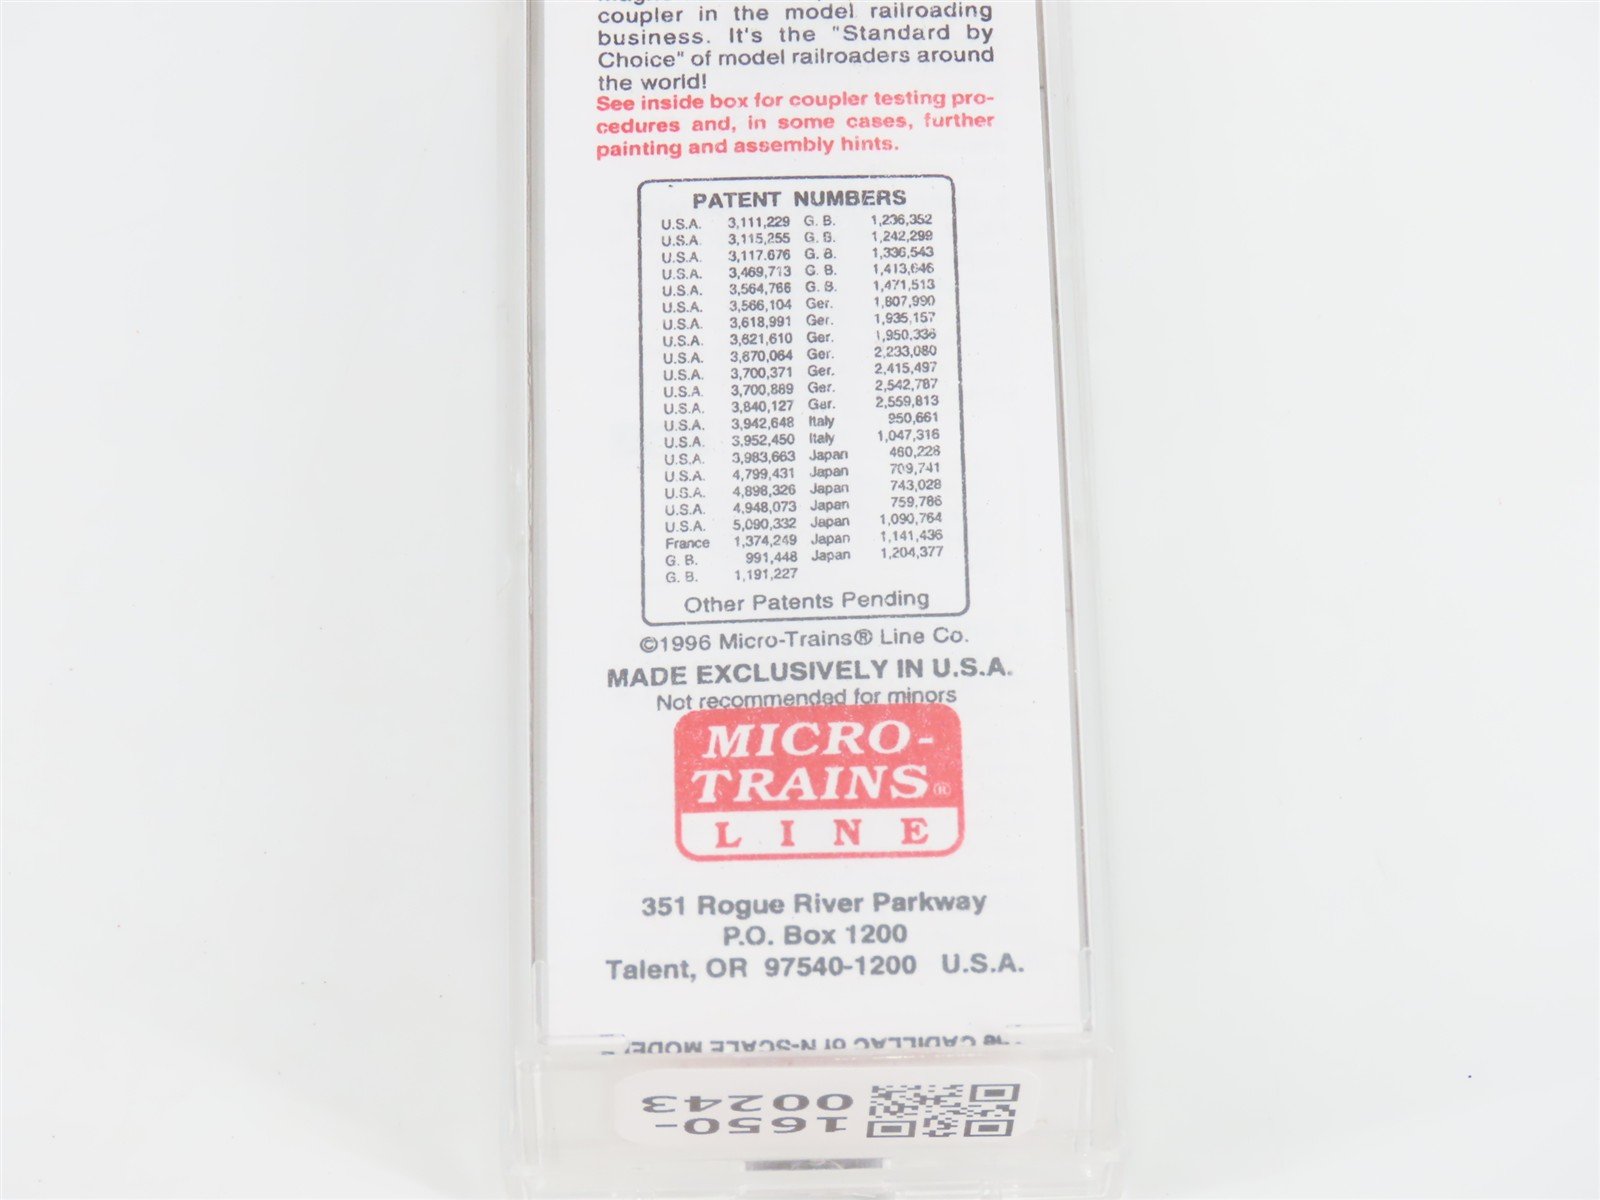 coupler in the model railroading
business. It's the "Standard by
Choice" of model railroaders around
the world!
See inside box for coupler testing pro-
cedures and, in some cases, further
painting and assembly hints.
PATENT NUMBERS
U.S.A. 3,111,229 G. B. 1,236,352
U.S.A. 3,115,255 G. B. 1,242,299
U.S.A. 3,117,676 G. B. 1,336,543
U.S.A. 3,469,713 G. B. 1,413,646
U.S.A. 3,564,766 G. B. 1,471,513
U.S.A. 3,566,104 Ger. 1,807,990
U.S.A. 3,618,991 Ger. 1,935,157
U.S.A. 3,621,610 Ger. 1,950,336
U.S.A. 3,670,064 Ger. 2,233,080
U.S.A. 3,700,371 Ger. 2,415,497
U.S.A. 3,700,889 Ger. 2,542,787
U.S.A. 3,840,127 Ger. 2,559,813
U.S.A. 3,942,648 Italy 950,661
U.S.A. 3,952,450 Italy 1,047,316
U.S.A. 3,983,663 Japan 460,228
U.S.A. 4,799,431 Japan 709,741
U.S.A. 4,898,326 Japan 743,028
U.S.A. 4,948,073 Japan 759,786
U.S.A. 5,090,332 Japan 1,090,764
France 1,374,249 Japan 1,141,436
G. B. 991,448 Japan 1,204,377
G. B. 1,191,227
Other Patents Pending
©1996 Micro-Trains® Line Co.
MADE EXCLUSIVELY IN U.S.A.
Not recommended for minors
MICRO-
TRAINS®
LINE
351 Rogue River Parkway
P.O. Box 1200
Talent, OR 97540-1200 U.S.A.
The CADILLAC of N-SCALE MODEL
1650-
00243